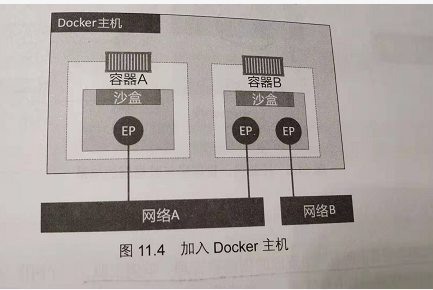 Docker主机
容器A
容器B
沙盒
沙盒
EP
EP
EP
网络A
网络B
图 11.4 加入 Docker 主机